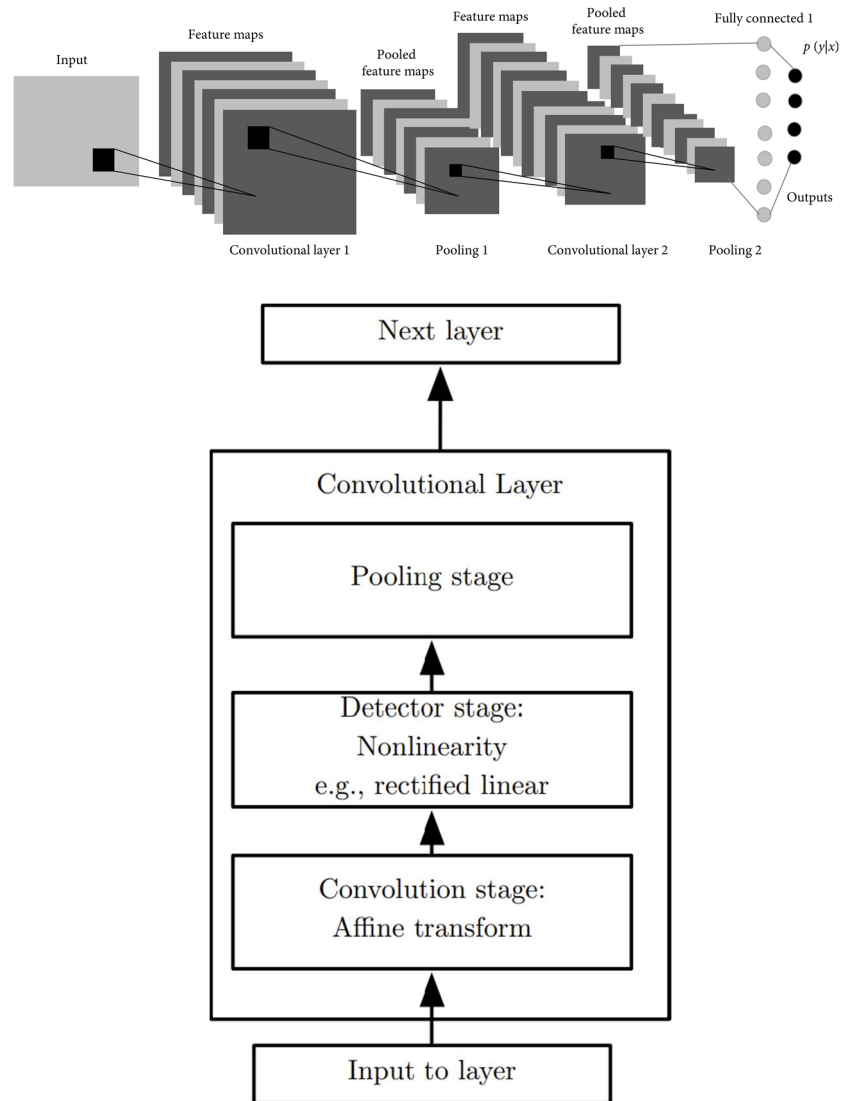 Input
Feature maps
Pooled
feature maps
Feature maps
Pooled
feature maps
Fully connected 1
p (y|x)
Outputs
Convolutional layer 1
Pooling 1
Convolutional layer 2
Pooling 2
Next layer
Convolutional Layer
Pooling stage
Detector stage:
Nonlinearity
e.g., rectified linear
Convolution stage:
Affine transform
Input to layer